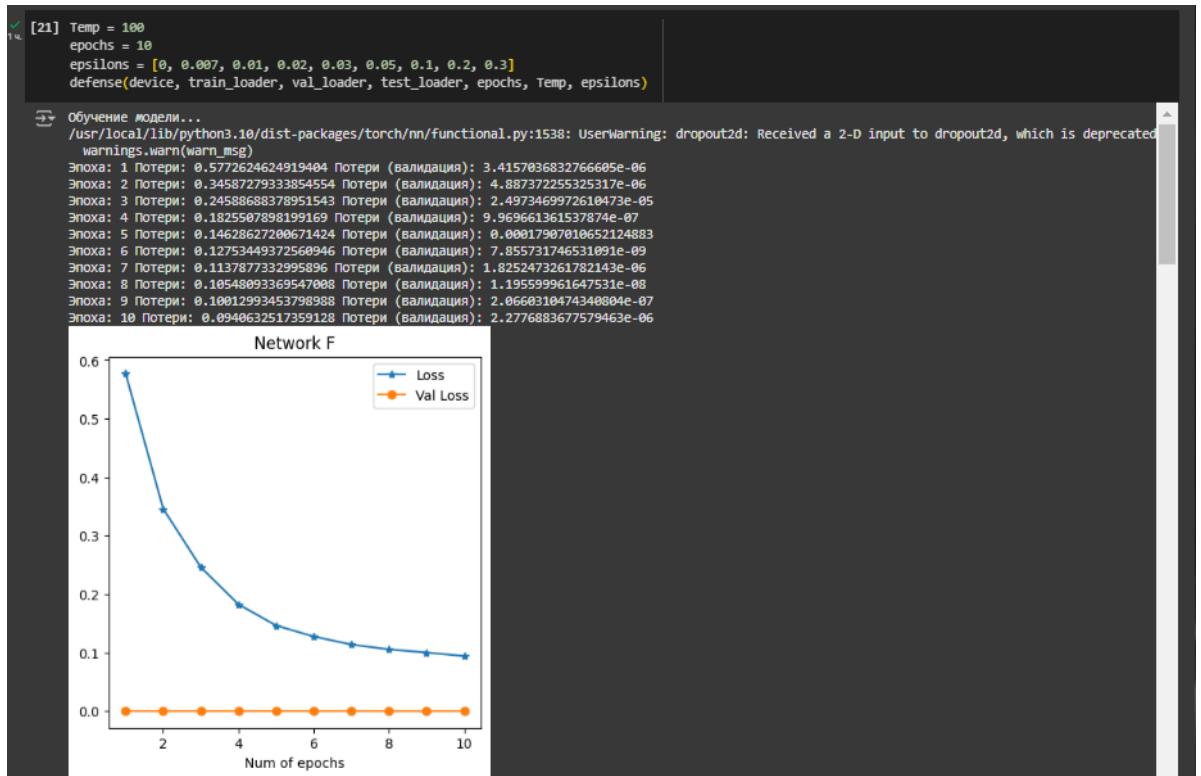 [21] Temp = 100
1 ч.
epochs = 10
epsilons = [0, 0.007, 0.01, 0.02, 0.03, 0.05, 0.1, 0.2, 0.3]
defense(device, train_loader, val_loader, test_loader, epochs, Temp, epsilons)
Обучение модели...
/usr/local/lib/python3.10/dist-packages/torch/nn/functional.py:1538: UserWarning: dropout2d: Received a 2-D input to dropout2d, which is deprecated
warnings.warn(warn_msg)
Эпоха: 1 Потери: 0.5772624624919404 Потери (валидация): 3.4157036832766605e-06
Эпоха: 2 Потери: 0.34587279333854554 Потери (валидация): 4.887372255325317e-06
Эпоха: 3 Потери: 0.24588688378951543 Потери (валидация): 2.4973469972610473e-05
Эпоха: 4 Потери: 0.1825507898199169 Потери (валидация): 9.969661361537874e-07
Эпоха: 5 Потери: 0.14628627200671424 Потери (валидация): 0.00017907010652124883
Эпоха: 6 Потери: 0.12753449372560946 Потери (валидация): 7.855731746531091e-09
Эпоха: 7 Потери: 0.1137877332995896 Потери (валидация): 1.8252473261782143e-06
Эпоха: 8 Потери: 0.10548093369547008 Потери (валидация): 1.195599961647531e-08
Эпоха: 9 Потери: 0.10012993453798988 Потери (валидация): 2.0660310474340804e-07
Эпоха: 10 Потери: 0.0940632517359128 Потери (валидация): 2.2776883677579463e-06
Network F
Loss
Val Loss
0.6
0.5
0.4
0.3
0.2
0.1
0.0
2 4 6 8 10
Num of epochs